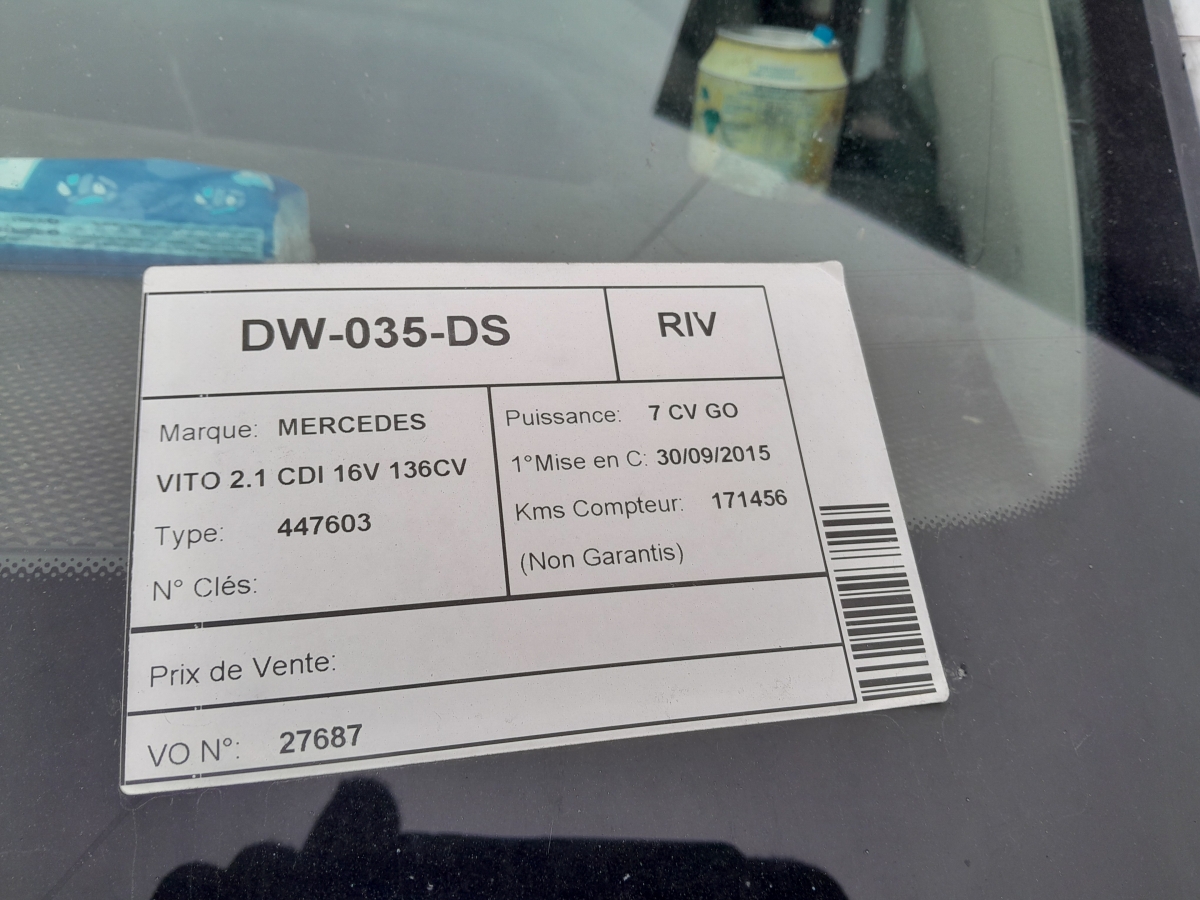 DW-035-DS
RIV
Marque: MERCEDES
VITO 2.1 CDI 16V 136CV
Type: 447603
N° Clés:
Puissance: 7 CV GO
1°Mise en C: 30/09/2015
Kms Compteur: 171456
(Non Garantis)
Prix de Vente:
VO N°: 27687